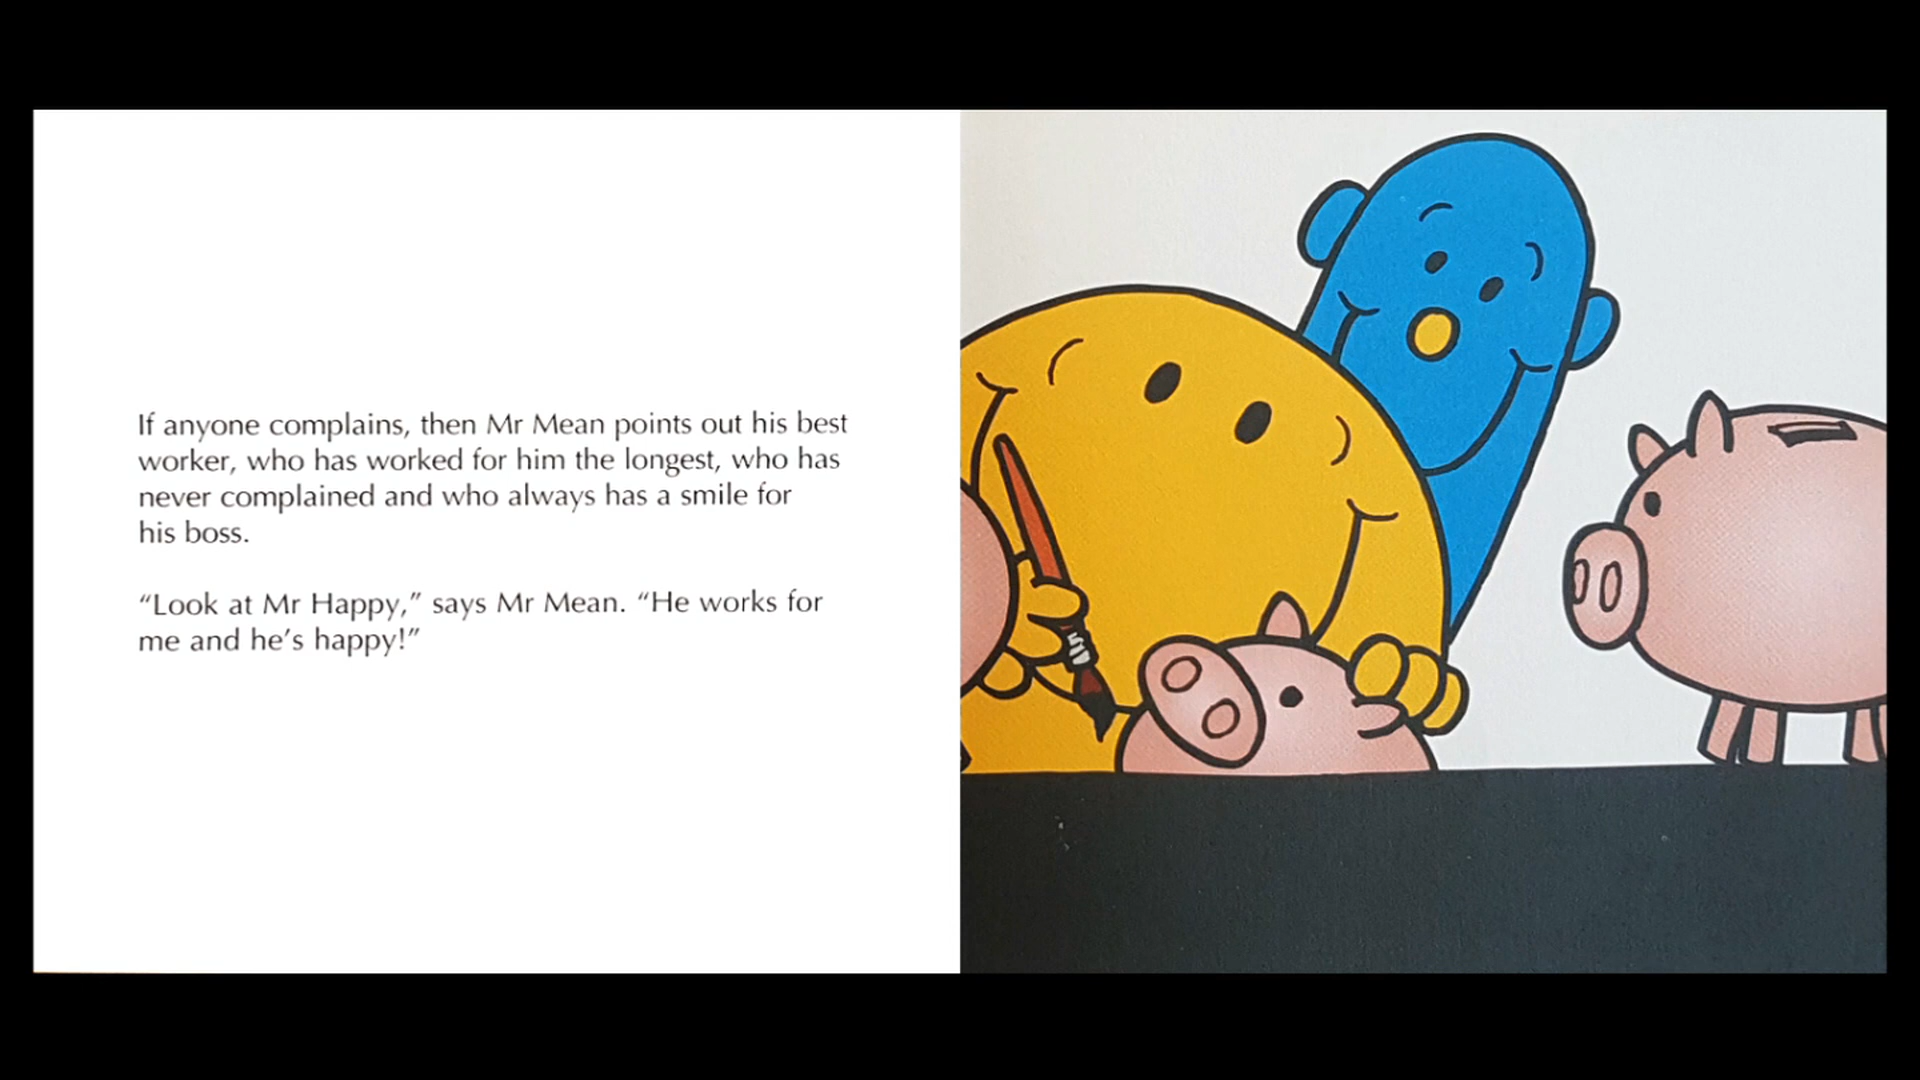 If anyone complains, then Mr Mean points out his best
worker, who has worked for him the longest, who has
never complained and who always has a smile for
his boss.
“Look at Mr Happy,” says Mr Mean. “He works for
me and he’s happy!”